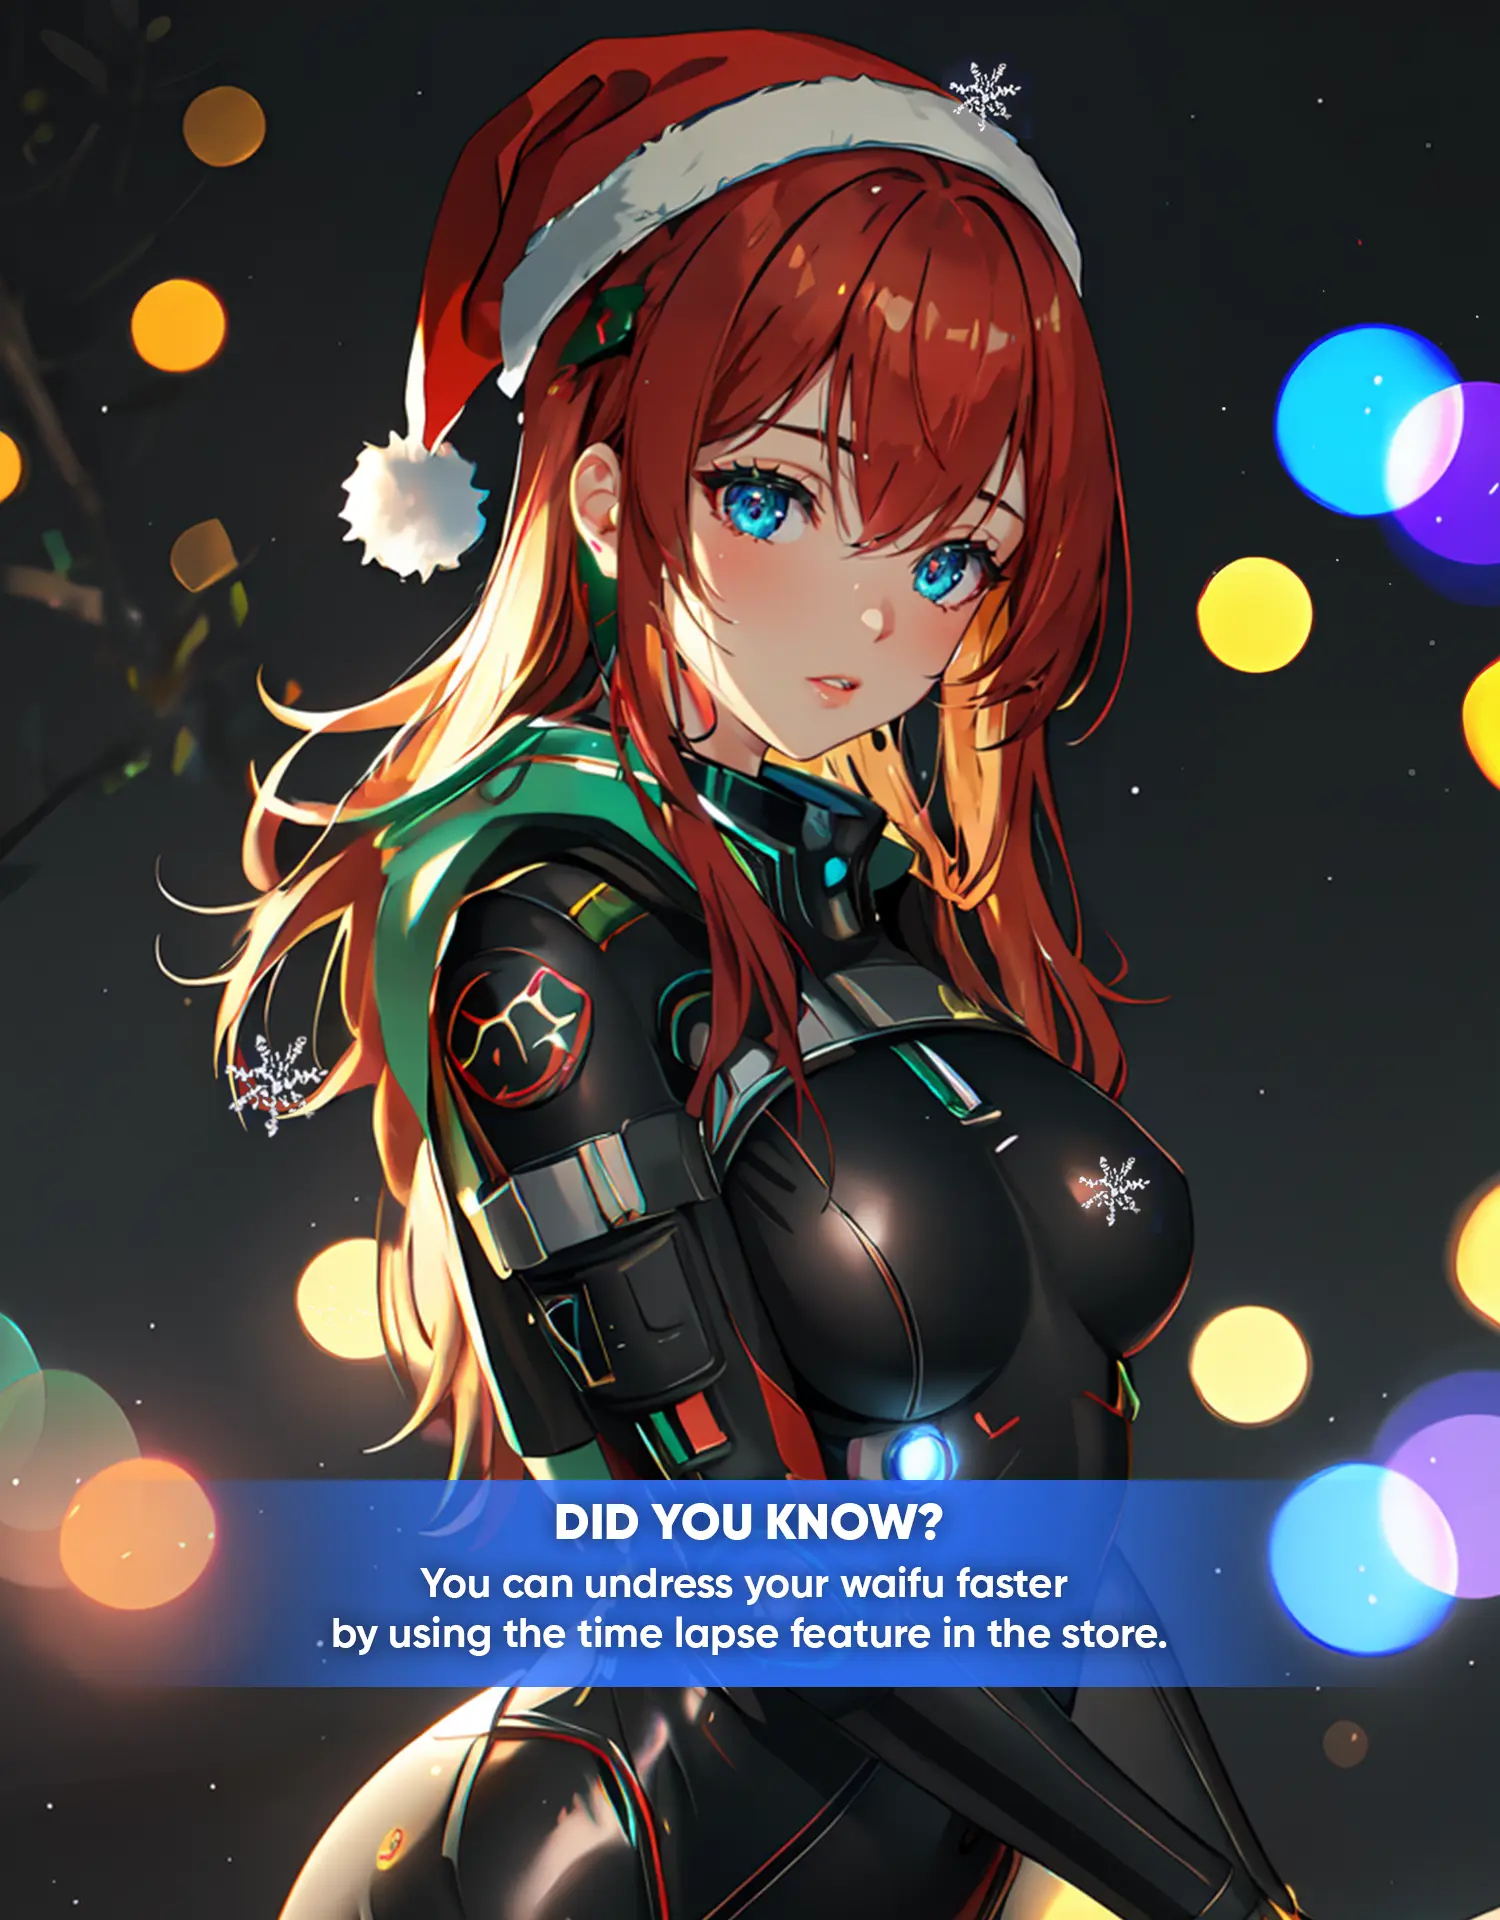 DID YOU KNOW?
You can undress your waifu faster
by using the time lapse feature in the store.